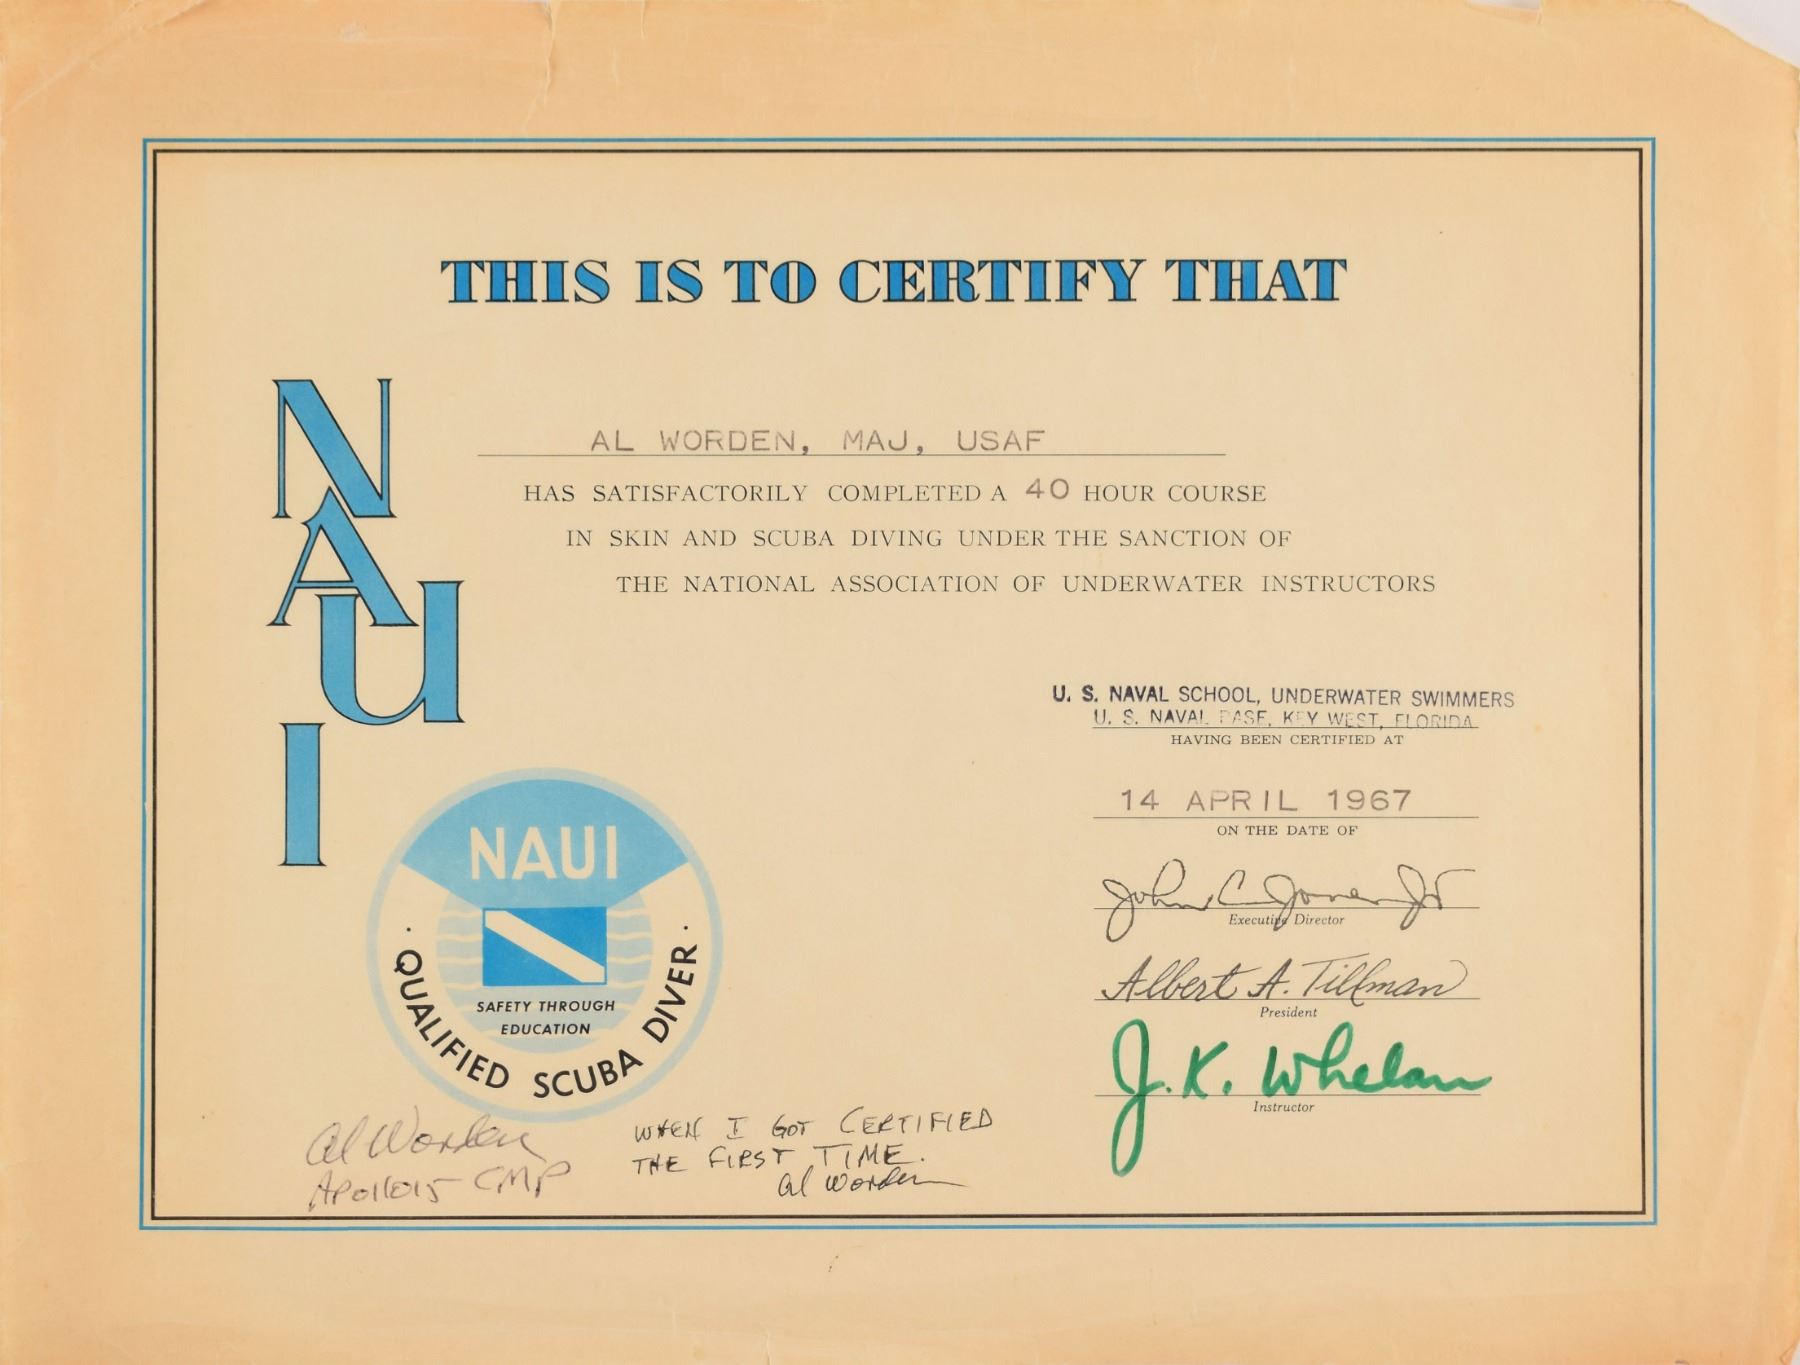 THIS IS TO CERTIFY THAT
NAUI
AL WORDEN, MAJ, USAF
HAS SATISFACTORILY COMPLETED A 40 HOUR COURSE
IN SKIN AND SCUBA DIVING UNDER THE SANCTION OF
THE NATIONAL ASSOCIATION OF UNDERWATER INSTRUCTORS
U. S. NAVAL SCHOOL, UNDERWATER SWIMMERS
U. S. NAVAL BASE, KEY WEST, FLORIDA
HAVING BEEN CERTIFIED AT
14 APRIL 1967
ON THE DATE OF
John C. Jones Jr
Executive Director
Albert A. Tillman
President
J. K. Whelan
Instructor
NAUI
SAFETY THROUGH
EDUCATION
· QUALIFIED SCUBA DIVER ·
Al Worden
Apollo 15 CMP
WHEN I GOT CERTIFIED
THE FIRST TIME.
Al Worden